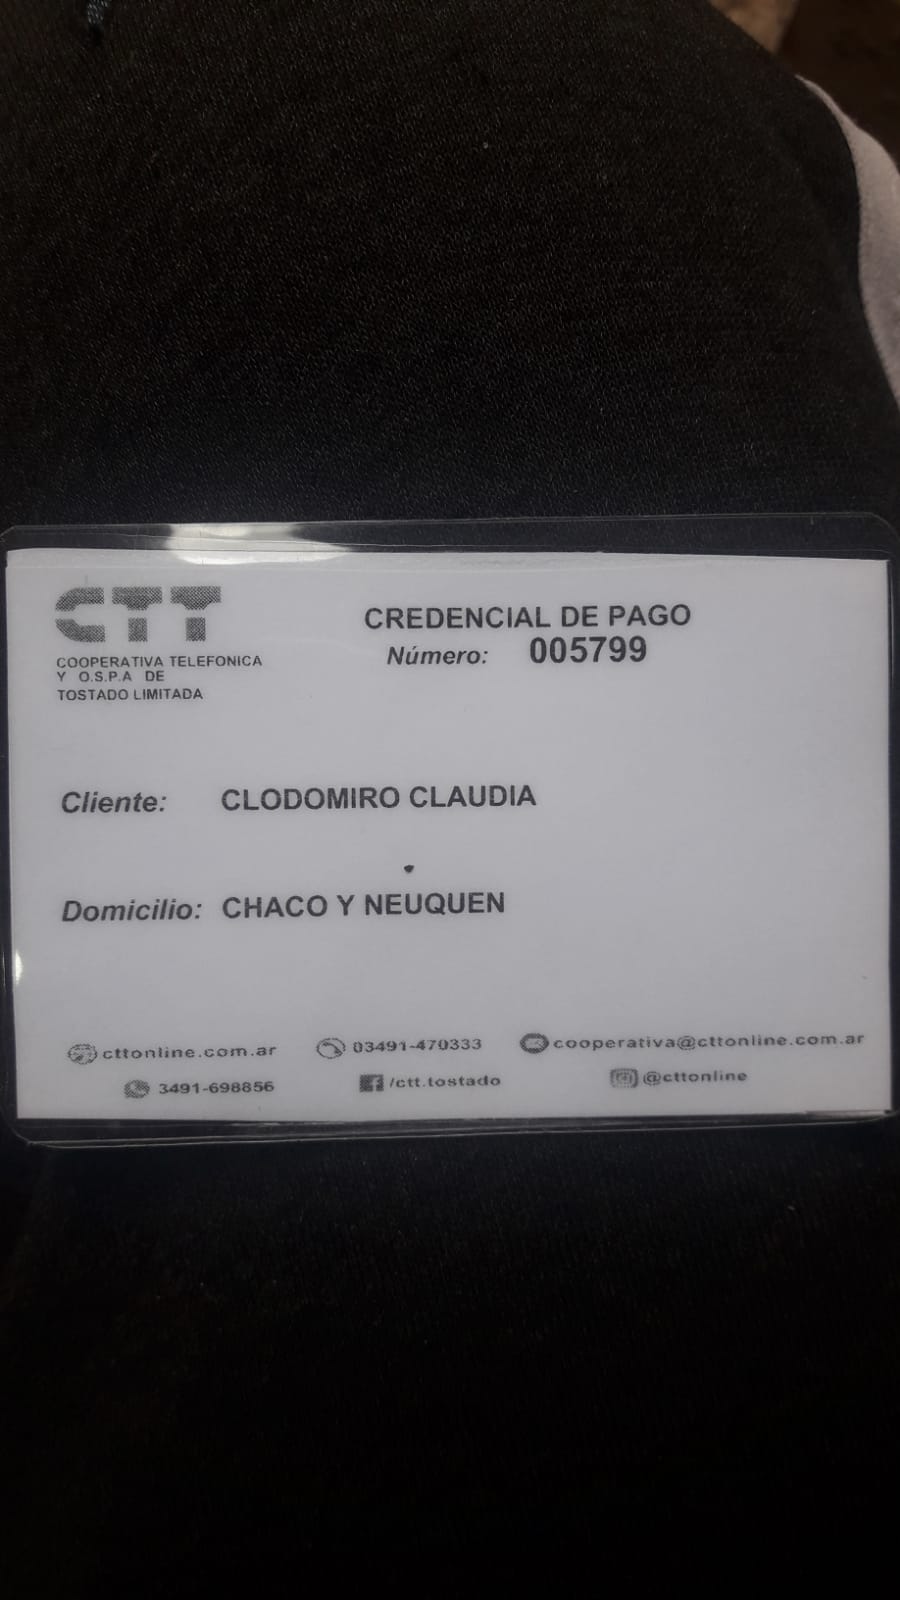 CTT
COOPERATIVA TELEFONICA
Y O.S.P.A DE
TOSTADO LIMITADA
CREDENCIAL DE PAGO
Número: 005799
Cliente: CLODOMIRO CLAUDIA
Domicilio: CHACO Y NEUQUEN
cttonline.com.ar 03491-470333 cooperativa@cttonline.com.ar
3491-698856 /ctt.tostado @cttonline